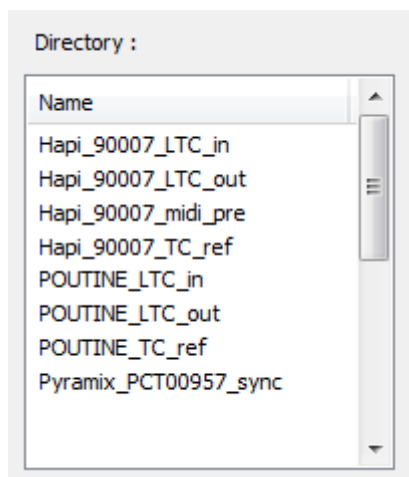 Directory :
Name
Hapi_90007_LTC_in
Hapi_90007_LTC_out
Hapi_90007_midi_pre
Hapi_90007_TC_ref
POUTINE_LTC_in
POUTINE_LTC_out
POUTINE_TC_ref
Pyramix_PCT00957_sync